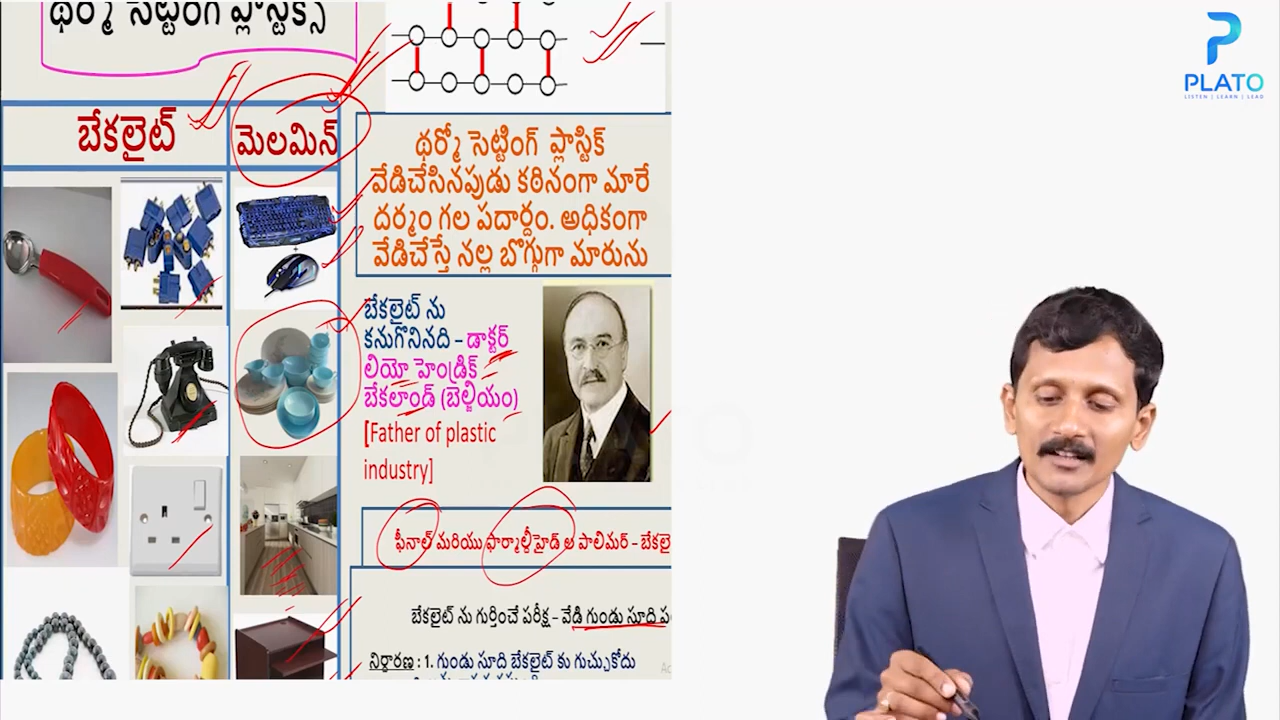 థర్మో సెట్టింగ్ ప్లాస్టిక్స్
PLATO
LISTEN | LEARN | LEAD
బేకలైట్
మెలమిన్
థర్మో సెట్టింగ్ ప్లాస్టిక్
వేడిచేసినపుడు కఠినంగా మారే
దర్మం గల పదార్దం. అధికంగా
వేడిచేస్తే నల్ల బొగ్గుగా మారును
బేకలైట్ ను
కనుగొనినది – డాక్టర్
లియో హెండ్రిక్
బేకలాండ్ (బెల్జియం)
[Father of plastic
industry]
ఫీనాల్ మరియు ఫార్మాల్డీహైడ్ ల పాలిమర్ – బేకలై
బేకలైట్ ను గుర్తించే పరీక్ష – వేడి గుండు సూది ప
నిర్ధారణ : 1. గుండు సూది బేకలైట్ కు గుచ్చుకోదు